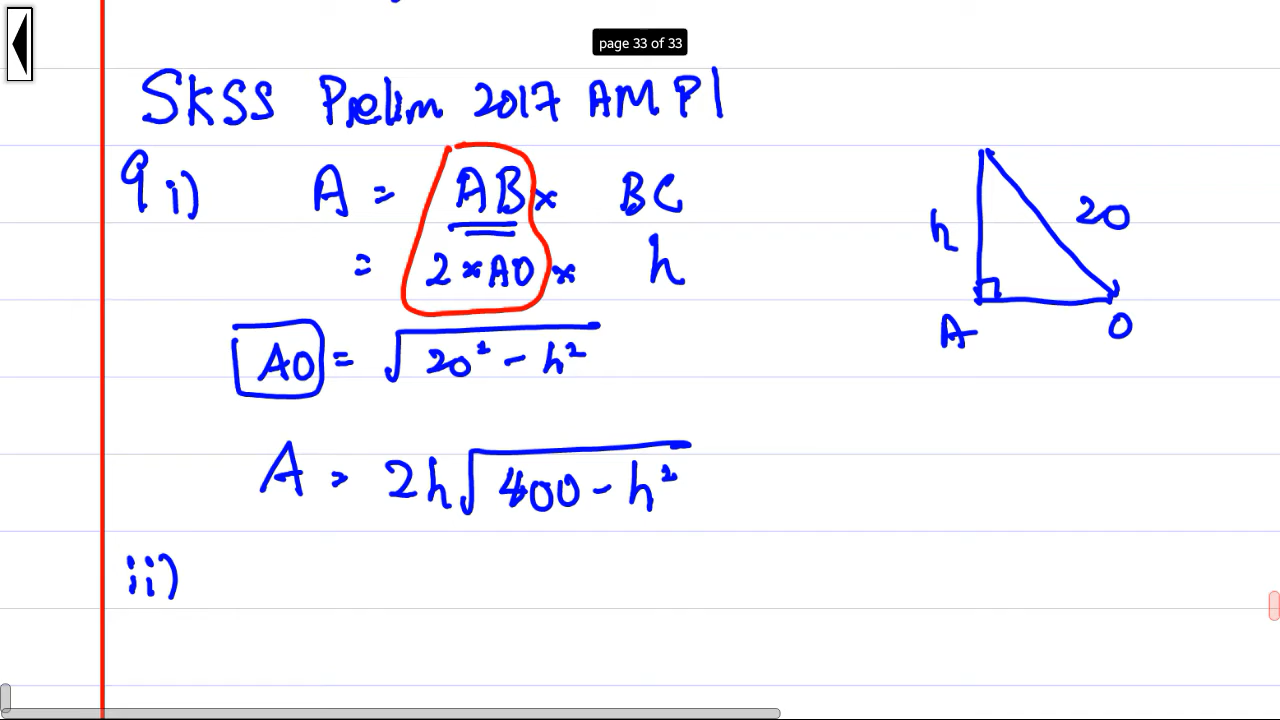 page 33 of 33
SKSS Prelim 2017 AM P1
9 i) A = AB × BC
= 2 × AO × h
h 20
A O
AO = √(20² - h²)
A = 2h√(400 - h²)
ii)